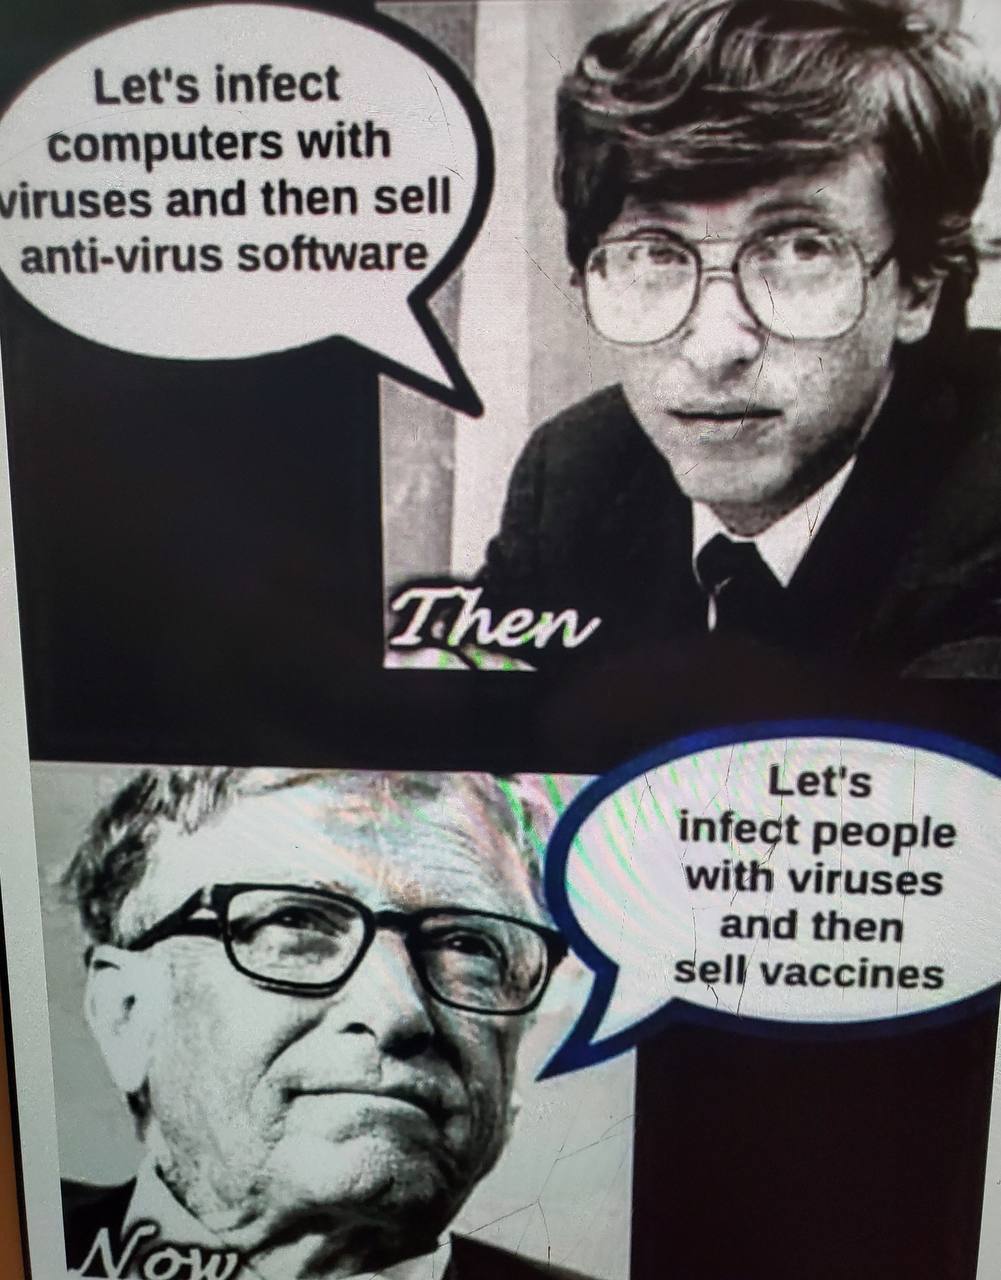 Let's infect
computers with
viruses and then sell
anti-virus software
Then
Let's
infect people
with viruses
and then
sell vaccines
Now